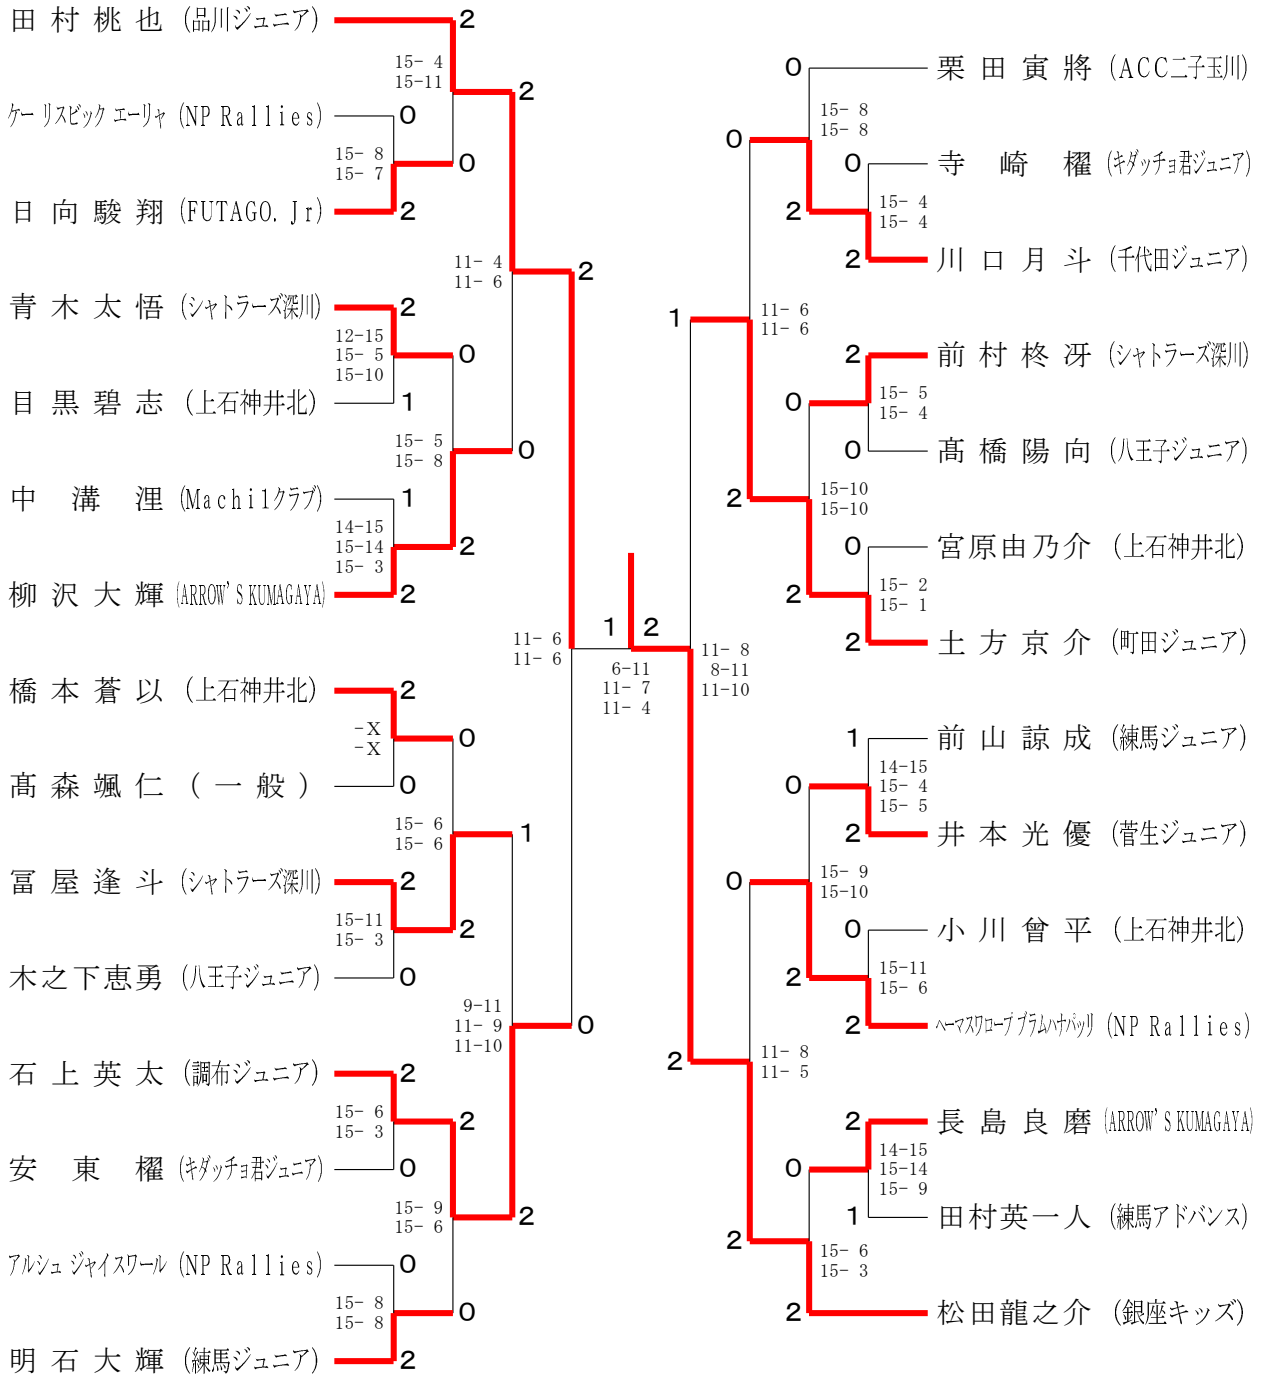 田村桃也 (品川ジュニア) 2
15- 4
15-11
2
ケーリスビック エーリャ (NP Rallies) 0
15- 8
15- 7
0
日向駿翔 (FUTAGO. Jr) 2
11- 4
11- 6
2
青木太悟 (シャトラーズ深川) 2
12-15
15- 5
15-10
0
目黒碧志 (上石神井北) 1
15- 5
15- 8
0
中溝浬 (Machilクラブ) 1
14-15
15-14
15- 3
2
柳沢大輝 (ARROW'S KUMAGAYA) 2
11- 6
11- 6
橋本蒼以 (上石神井北) 2
-X
-X
0
髙森颯仁 (一般) 0
15- 6
15- 6
1
冨屋逢斗 (シャトラーズ深川) 2
15-11
15- 3
2
木之下恵勇 (八王子ジュニア) 0
9-11
11- 9
11-10
0
石上英太 (調布ジュニア) 2
15- 6
15- 3
2
安東櫂 (キダッチョ君ジュニア) 0
15- 9
15- 6
2
アルシュ ジャイスワール (NP Rallies) 0
15- 8
15- 8
0
明石大輝 (練馬ジュニア) 2
1 2
6-11
11- 7
11- 4
0 栗田寅將 (ACC二子玉川)
15- 8
15- 8
0
0 寺崎櫂 (キダッチョ君ジュニア)
15- 4
15- 4
2
2 川口月斗 (千代田ジュニア)
11- 6
11- 6
1
2 前村柊冴 (シャトラーズ深川)
15- 5
15- 4
0
0 髙橋陽向 (八王子ジュニア)
15-10
15-10
2
0 宮原由乃介 (上石神井北)
15- 2
15- 1
2
2 土方京介 (町田ジュニア)
11- 8
8-11
11-10
1 前山諒成 (練馬ジュニア)
14-15
15- 4
15- 5
0
2 井本光優 (菅生ジュニア)
15- 9
15-10
0
0 小川曾平 (上石神井北)
15-11
15- 6
2
2 ヘーマスワロープ プラムハナパッリ (NP Rallies)
11- 8
11- 5
2
2 長島良磨 (ARROW'S KUMAGAYA)
14-15
15-14
15- 9
0
1 田村英一人 (練馬アドバンス)
15- 6
15- 3
2
2 松田龍之介 (銀座キッズ)